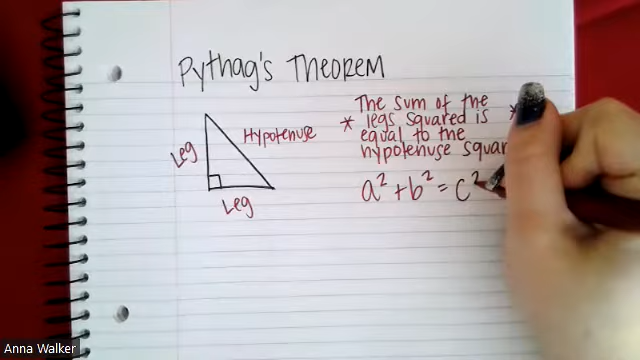 Pythag's Theorem
Leg
Hypotenuse
Leg
The sum of the
* legs squared is *
equal to the
hypotenuse squar
a² + b² = c²
Anna Walker